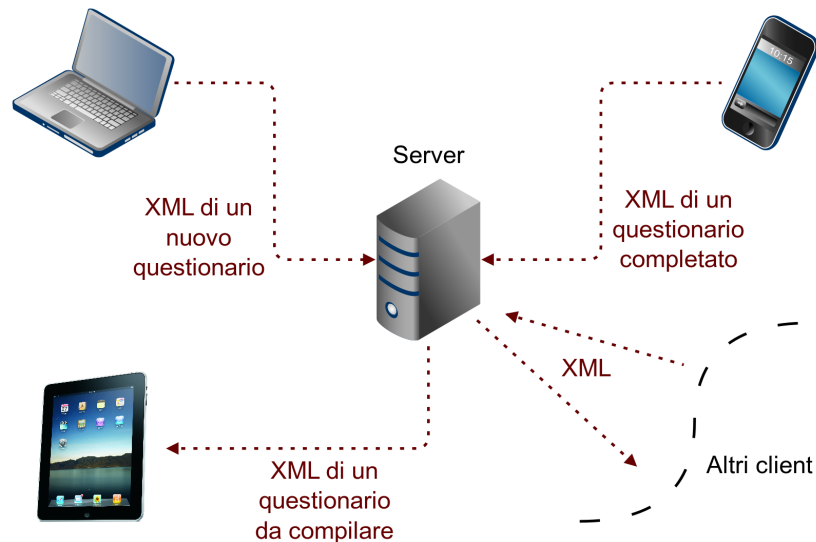 10:15
Server
XML di un
nuovo
questionario
XML di un
questionario
completato
XML
Altri client
XML di un
questionario
da compilare